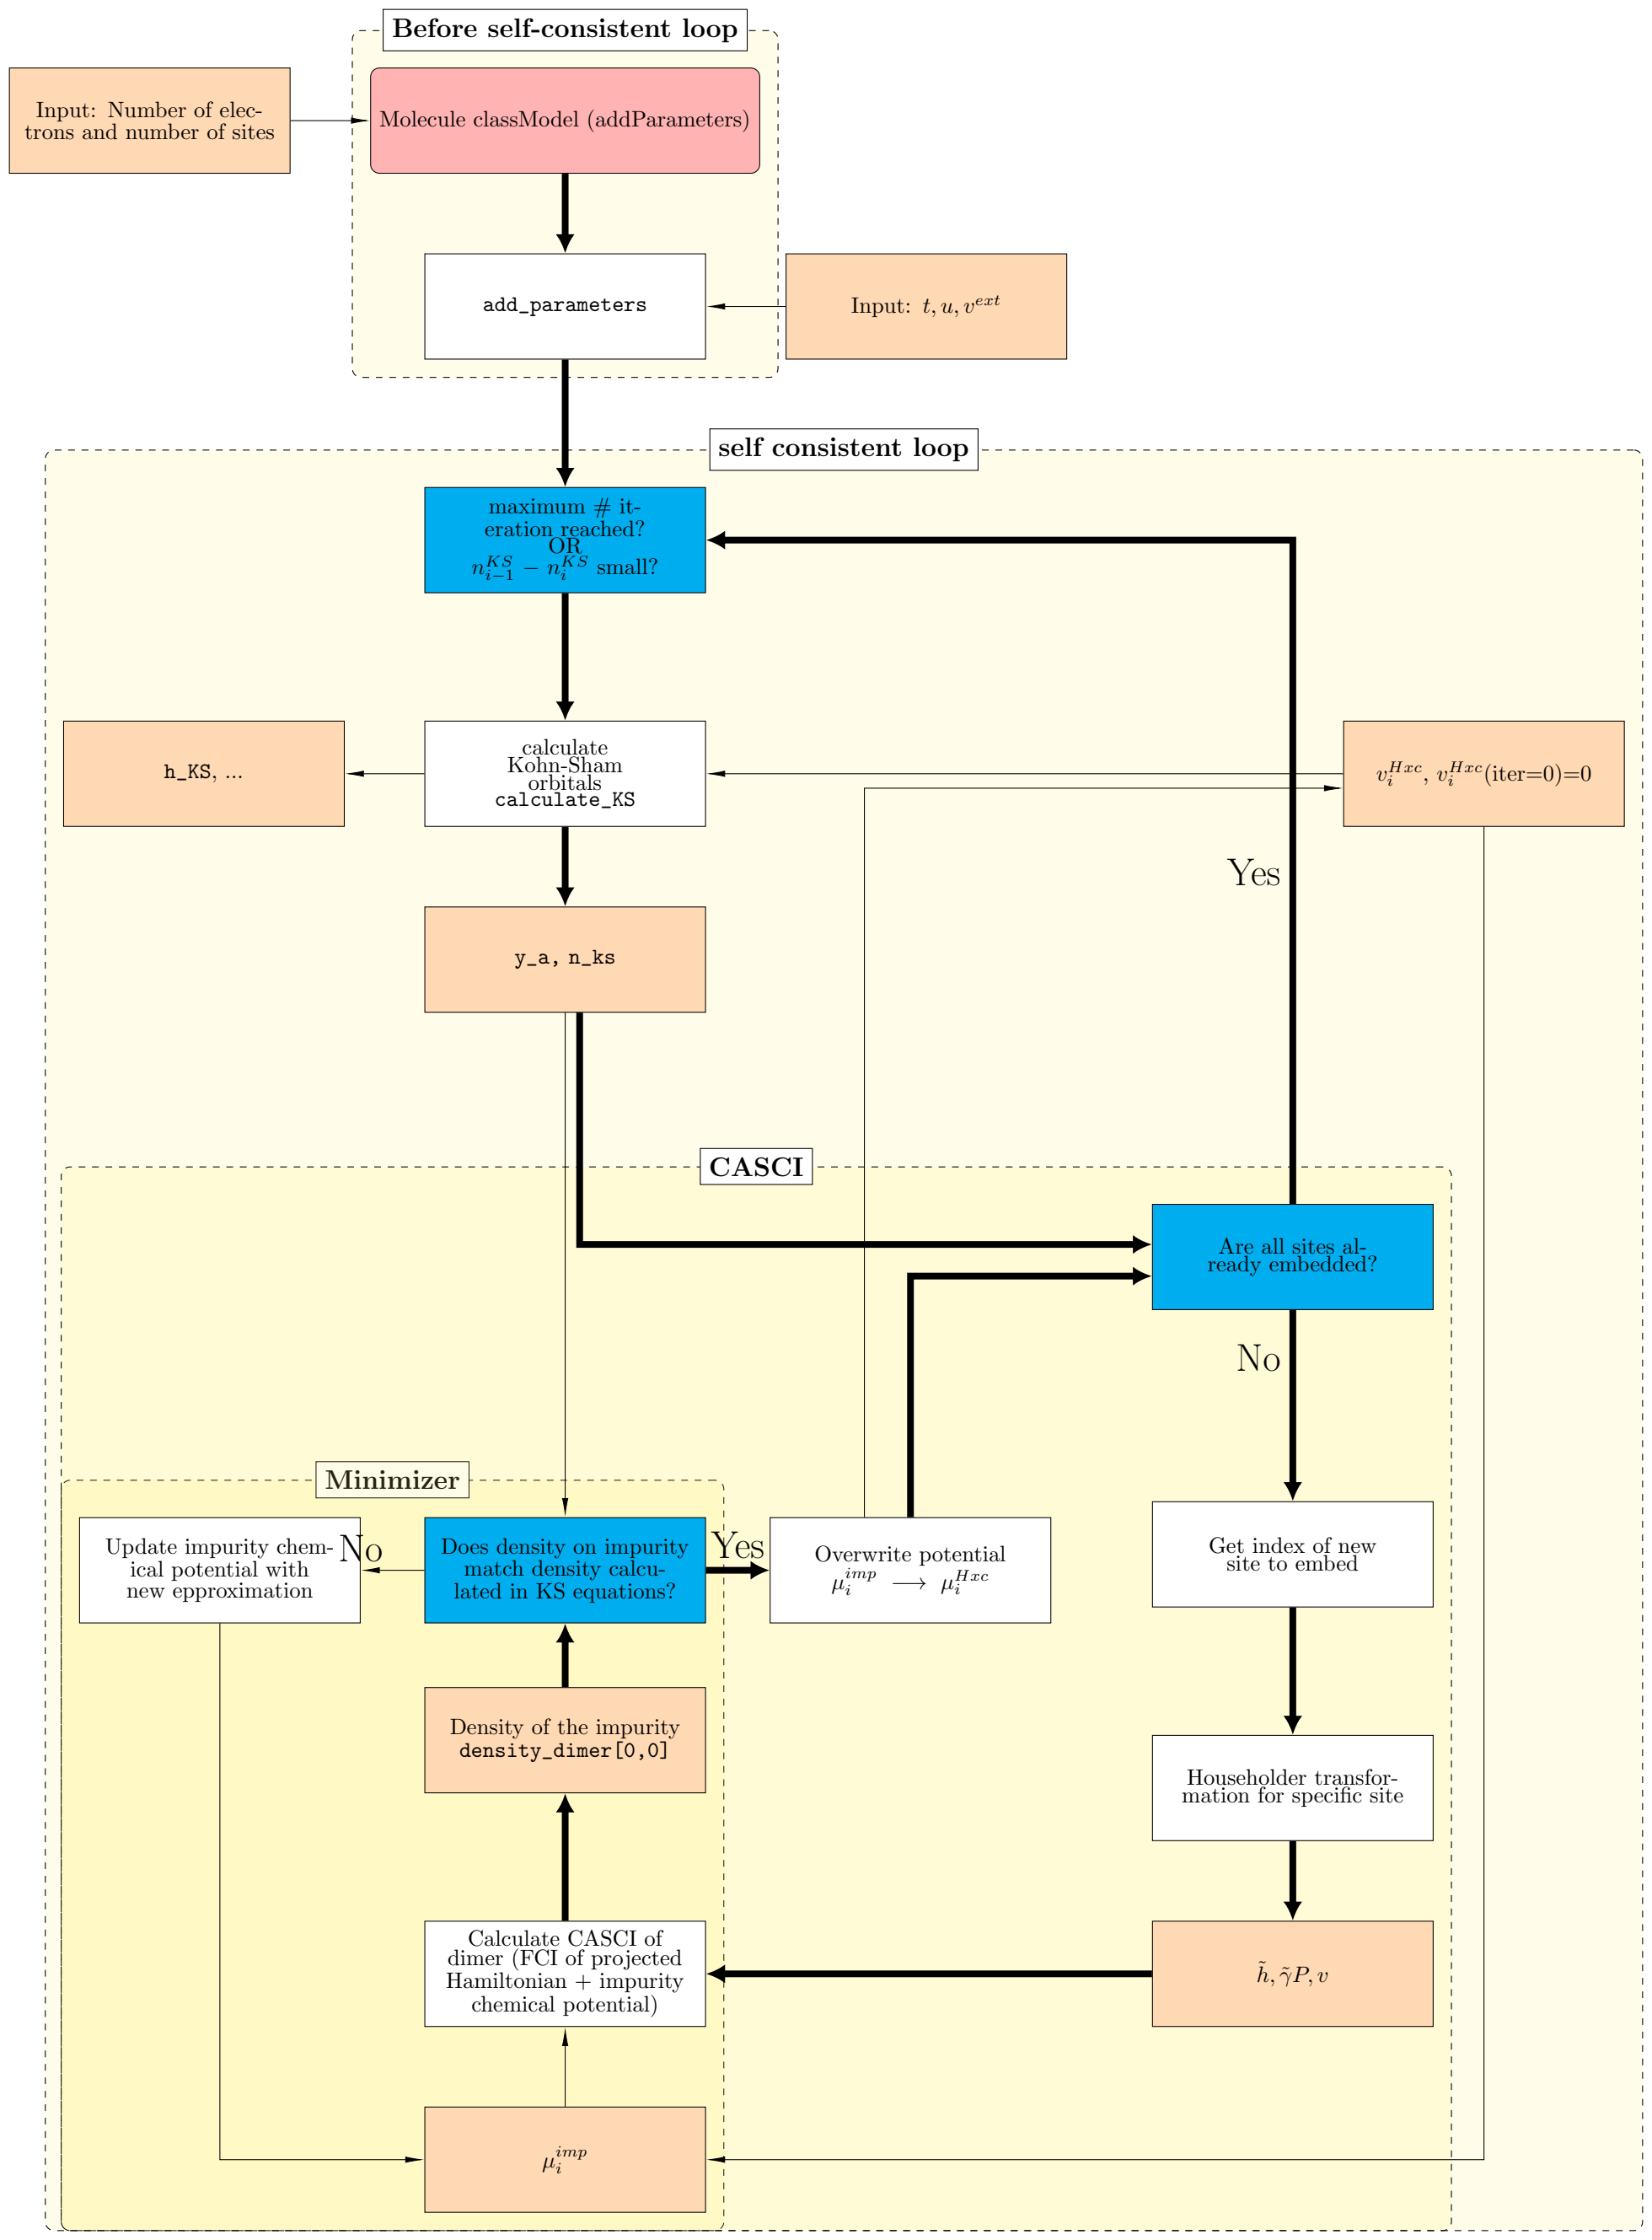 Before self-consistent loop
Input: Number of elec-
trons and number of sites
Molecule classModel (addParameters)
add_parameters
Input: t, u, v^{ext}
self consistent loop
maximum # it-
eration reached?
OR
n_{i-1}^{KS} − n_i^{KS} small?
h_KS, ...
calculate
Kohn-Sham
orbitals
calculate_KS
v_i^{Hxc}, v_i^{Hxc}(iter=0)=0
Yes
y_a, n_ks
CASCI
Are all sites al-
ready embedded?
No
Minimizer
Update impurity chem-
ical potential with
new epproximation
No
Does density on impurity
match density calcu-
lated in KS equations?
Yes
Overwrite potential
μ_i^{imp} ⟶ μ_i^{Hxc}
Get index of new
site to embed
Density of the impurity
density_dimer[0,0]
Householder transfor-
mation for specific site
Calculate CASCI of
dimer (FCI of projected
Hamiltonian + impurity
chemical potential)
h̃, γ̃P, v
μ_i^{imp}